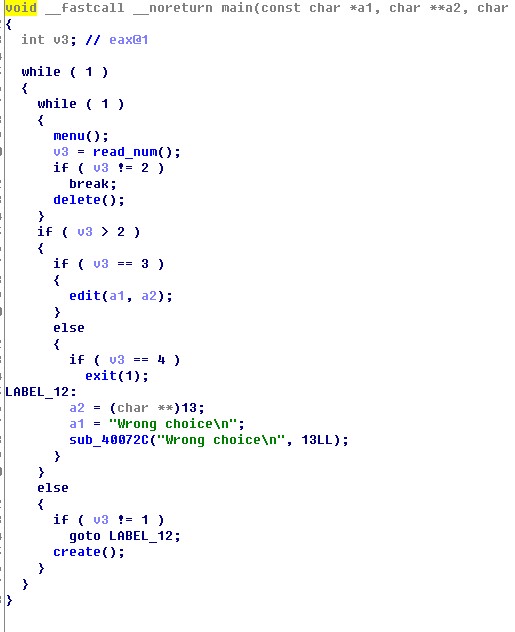 void __fastcall __noreturn main(const char *a1, char **a2, char
{
  int v3; // eax@1

  while ( 1 )
  {
    while ( 1 )
    {
      menu();
      v3 = read_num();
      if ( v3 != 2 )
        break;
      delete();
    }
    if ( v3 > 2 )
    {
      if ( v3 == 3 )
      {
        edit(a1, a2);
      }
      else
      {
        if ( v3 == 4 )
          exit(1);
LABEL_12:
        a2 = (char **)13;
        a1 = "Wrong choice\n";
        sub_40072C("Wrong choice\n", 13LL);
      }
    }
    else
    {
      if ( v3 != 1 )
        goto LABEL_12;
      create();
    }
  }
}